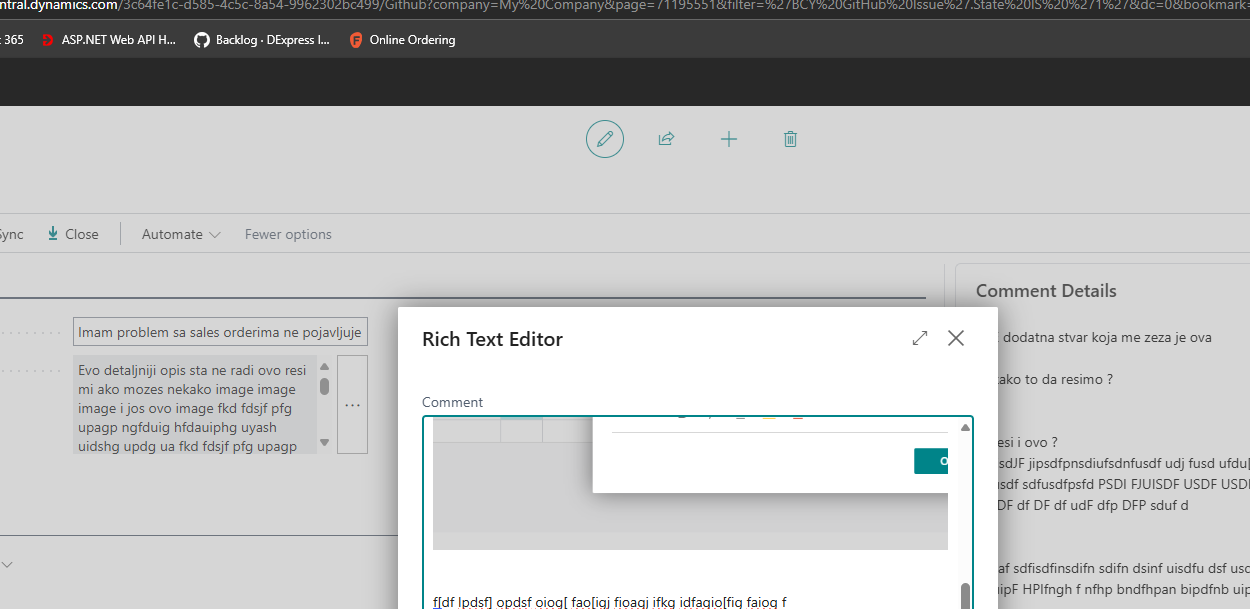 ntral.dynamics.com/3c64fe1c-d585-4c5c-8a54-9962302bc499/Github?company=My%20Company&page=71195551&filter=%27BCY%20GitHub%20Issue%27.State%20IS%20%271%27&dc=0&bookmark=
365 ASP.NET Web API H... Backlog · DExpress I... Online Ordering
Sync Close Automate Fewer options
Comment Details
Imam problem sa sales orderima ne pojavljuje
Evo detaljniji opis sta ne radi ovo resi
mi ako mozes nekako image image
image i jos ovo image fkd fdsjf pfg
upagp ngfduig hfdauiphg uyash
uidshg updg ua fkd fdsjf pfg upagp
...
Rich Text Editor
Comment
f[df lpdsf] opdsf oiog[ fao[igj fioagj ifkg idfagio[fig faiog f
dodatna stvar koja me zeza je ova
ako to da resimo ?
esi i ovo ?
sdJF jipsdfpnsdiufsdnfusdf udj fusd ufdu[
usdf sdfusdfpsfd PSDI FJUISDF USDF USDI
DF df DF df udF dfp DFP sduf d
af sdfisdfinsdifn sdifn dsinf uisdfu dsf usd
uipF HPIfngh f nfhp bndfhpan bipdfnb uip